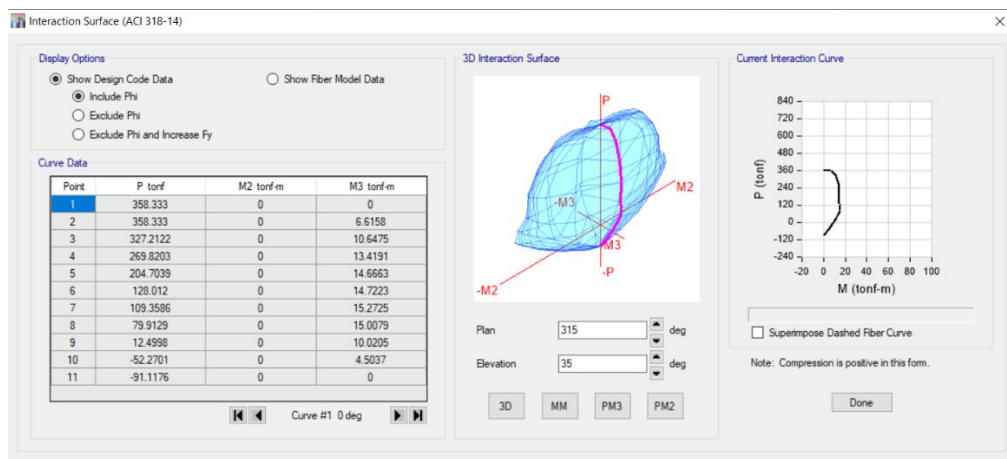 Interaction Surface (ACI 318-14)
Display Options
Show Design Code Data
Show Fiber Model Data
Include Phi
Exclude Phi
Exclude Phi and Increase Fy
Curve Data
Point P tonf M2 tonf-m M3 tonf-m
1 358.333 0 0
2 358.333 0 6.6158
3 327.2122 0 10.6475
4 269.8203 0 13.4191
5 204.7039 0 14.6663
6 128.012 0 14.7223
7 109.3586 0 15.2725
8 79.9129 0 15.0079
9 12.4998 0 10.0205
10 -52.2701 0 4.5037
11 -91.1176 0 0
Curve #1 0 deg
3D Interaction Surface
P
M2
-M3
M3
-P
-M2
Plan 315 deg
Elevation 35 deg
3D MM PM3 PM2
Current Interaction Curve
840
720
600
480
360
240
120
0
-120
-240
P (tonf)
-20 0 20 40 60 80 100
M (tonf-m)
Superimpose Dashed Fiber Curve
Note: Compression is positive in this form.
Done